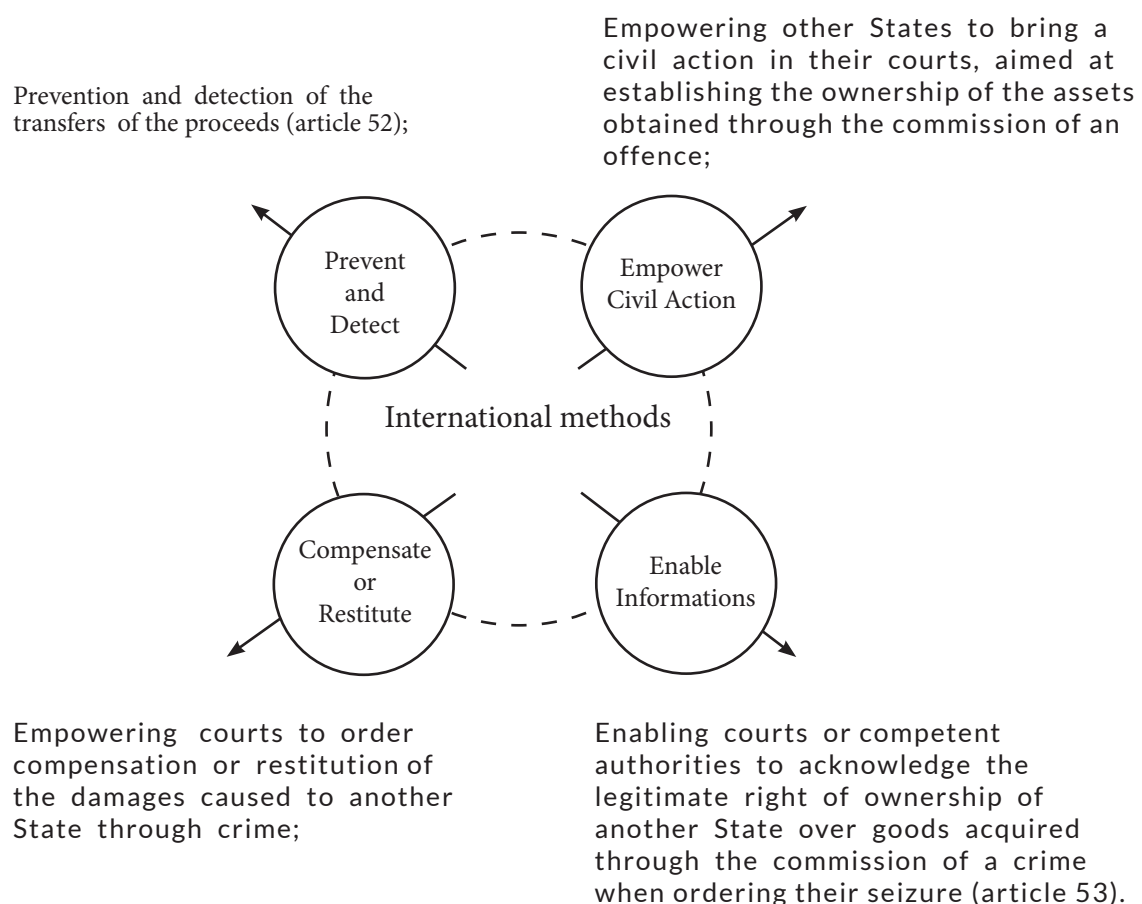 Prevention and detection of the
transfers of the proceeds (article 52);
Empowering other States to bring a
civil action in their courts, aimed at
establishing the ownership of the assets
obtained through the commission of an
offence;
Prevent
and
Detect
Empower
Civil Action
International methods
Compensate
or
Restitute
Enable
Informations
Empowering courts to order
compensation or restitution of
the damages caused to another
State through crime;
Enabling courts or competent
authorities to acknowledge the
legitimate right of ownership of
another State over goods acquired
through the commission of a crime
when ordering their seizure (article 53).